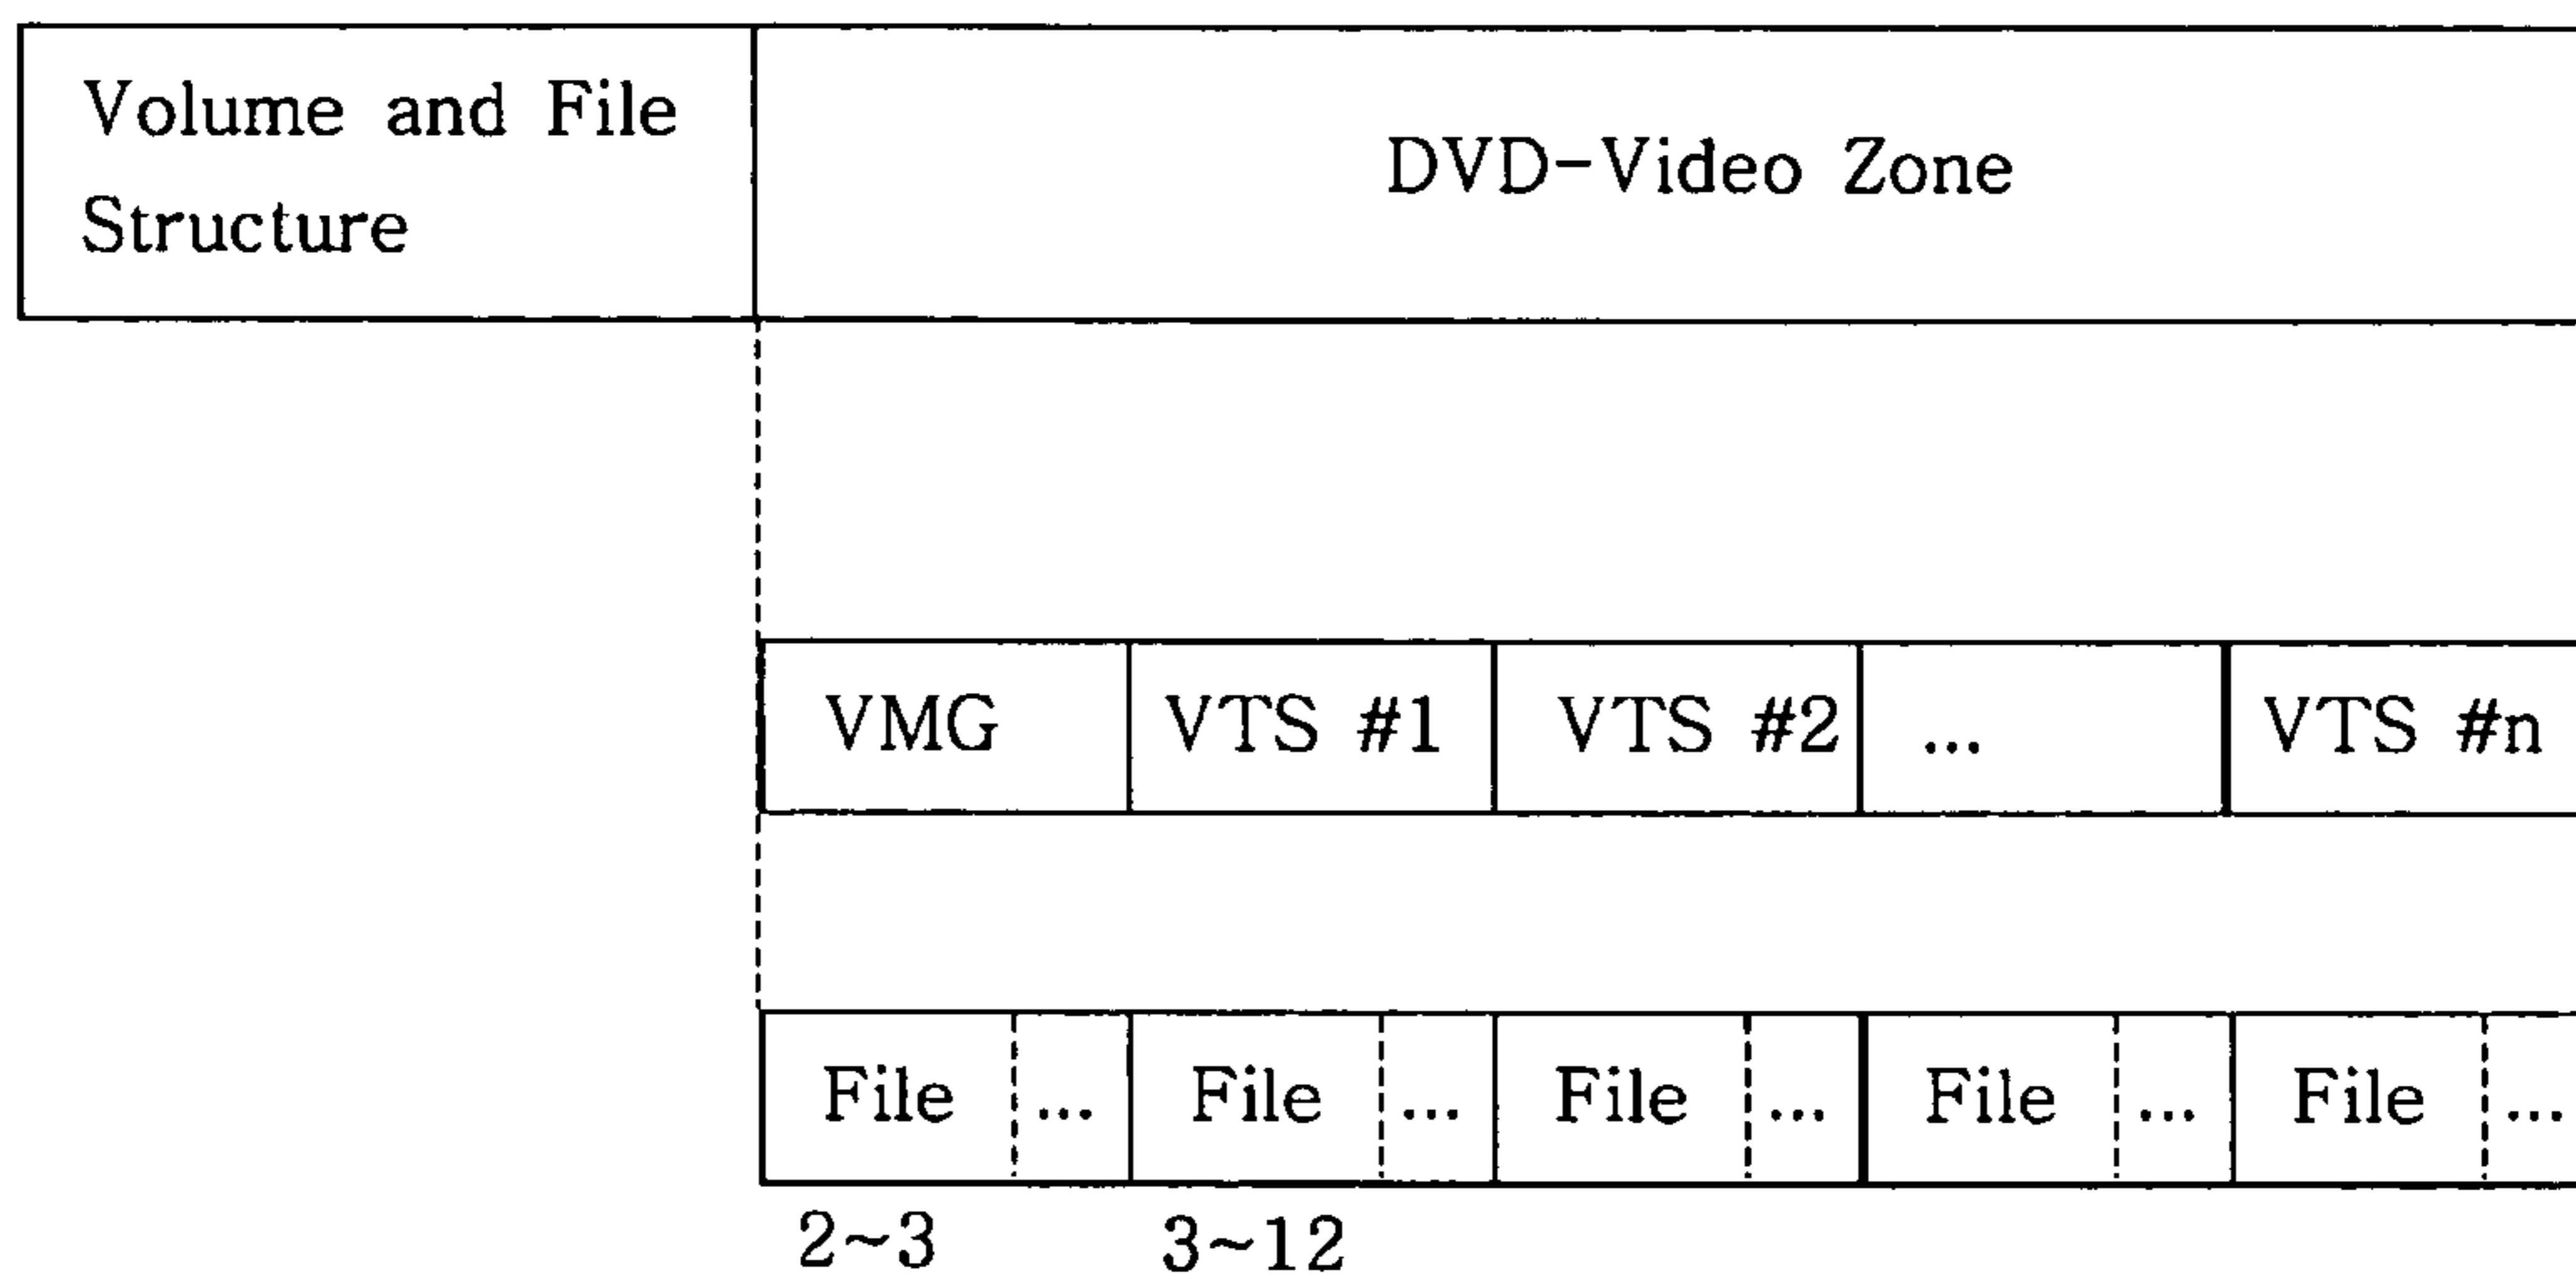 Volume and File
Structure
DVD-Video Zone
VMG VTS #1 VTS #2 ... VTS #n
File ... File ... File ... File ... File ...
2~3 3~12